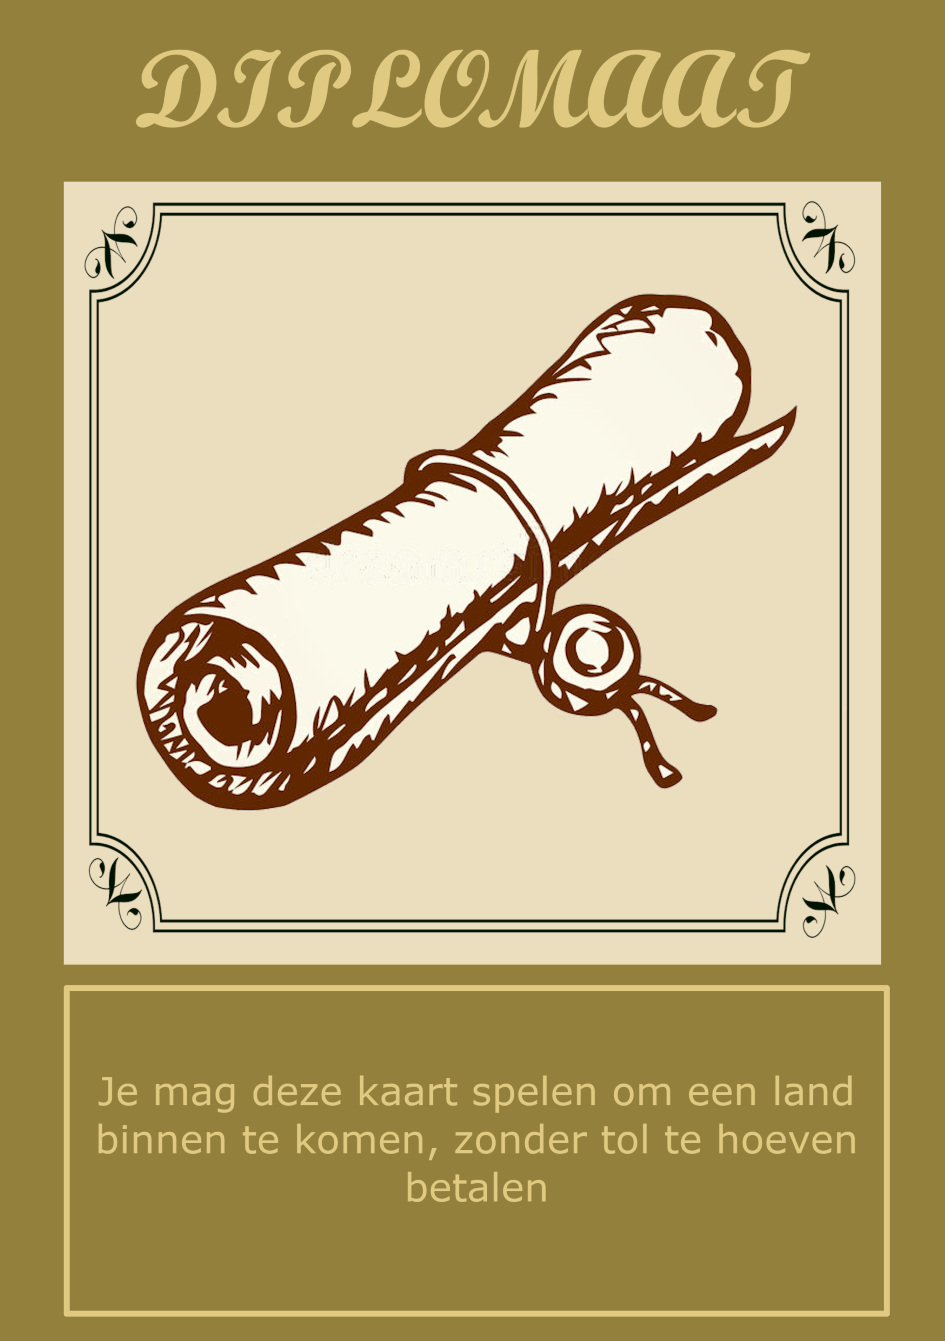 DIPLOMAAT
Je mag deze kaart spelen om een land
binnen te komen, zonder tol te hoeven
betalen